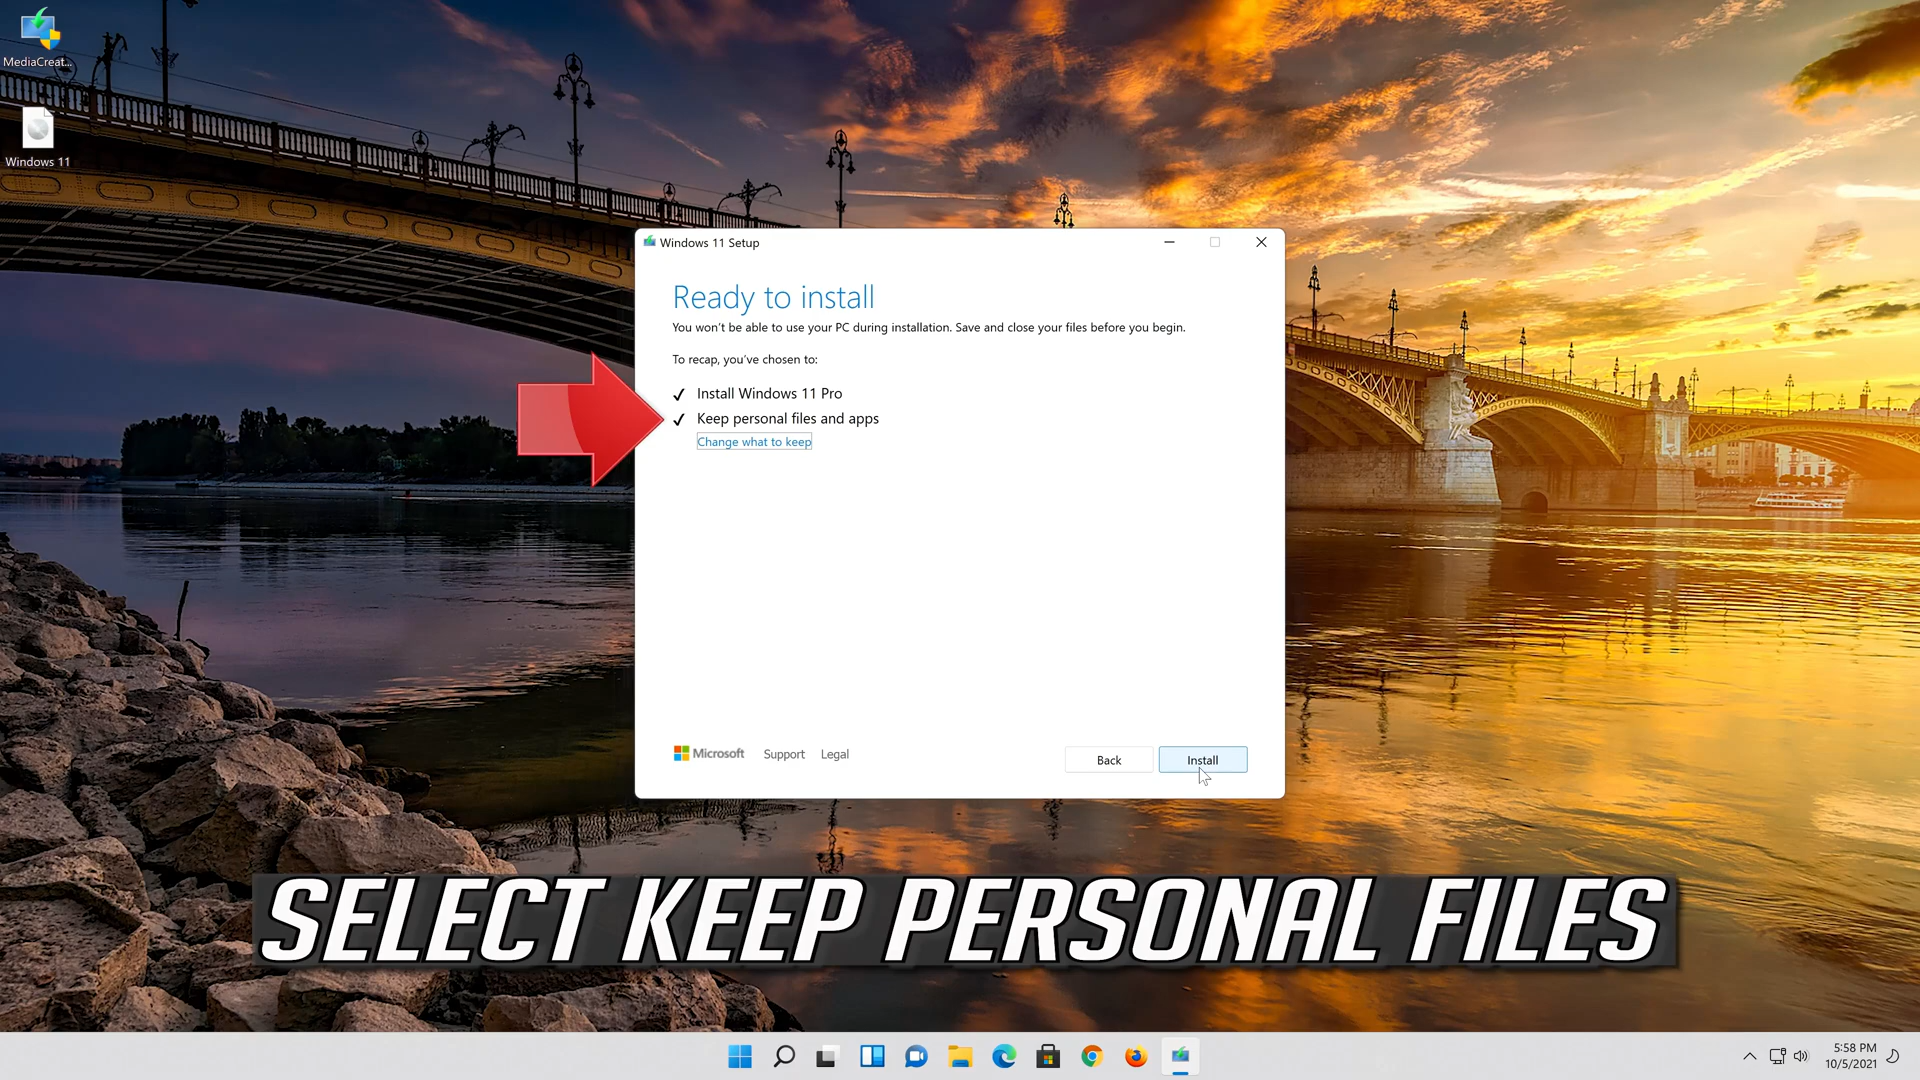 MediaCreat...
Windows 11
Windows 11 Setup
Ready to install
You won't be able to use your PC during installation. Save and close your files before you begin.
To recap, you've chosen to:
Install Windows 11 Pro
Keep personal files and apps
Change what to keep
Microsoft
Support
Legal
Back
Install
SELECT KEEP PERSONAL FILES
5:58 PM
10/5/2021